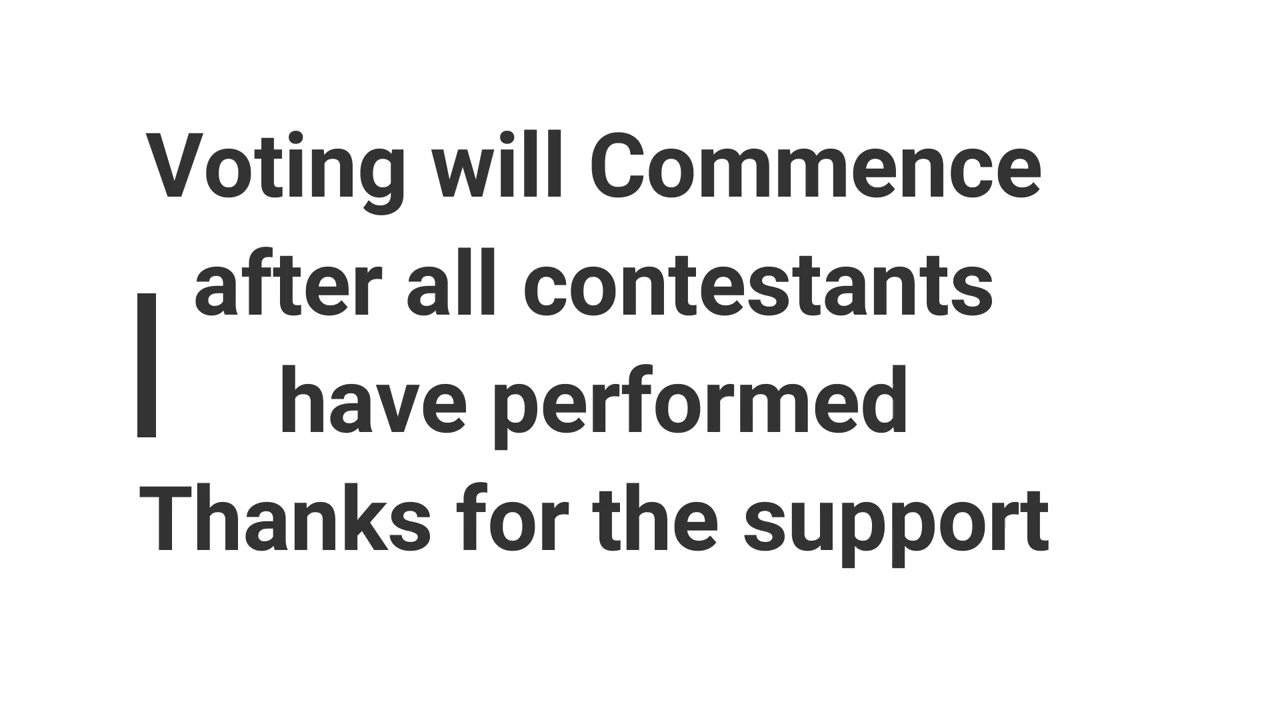 Voting will Commence
after all contestants
have performed
Thanks for the support